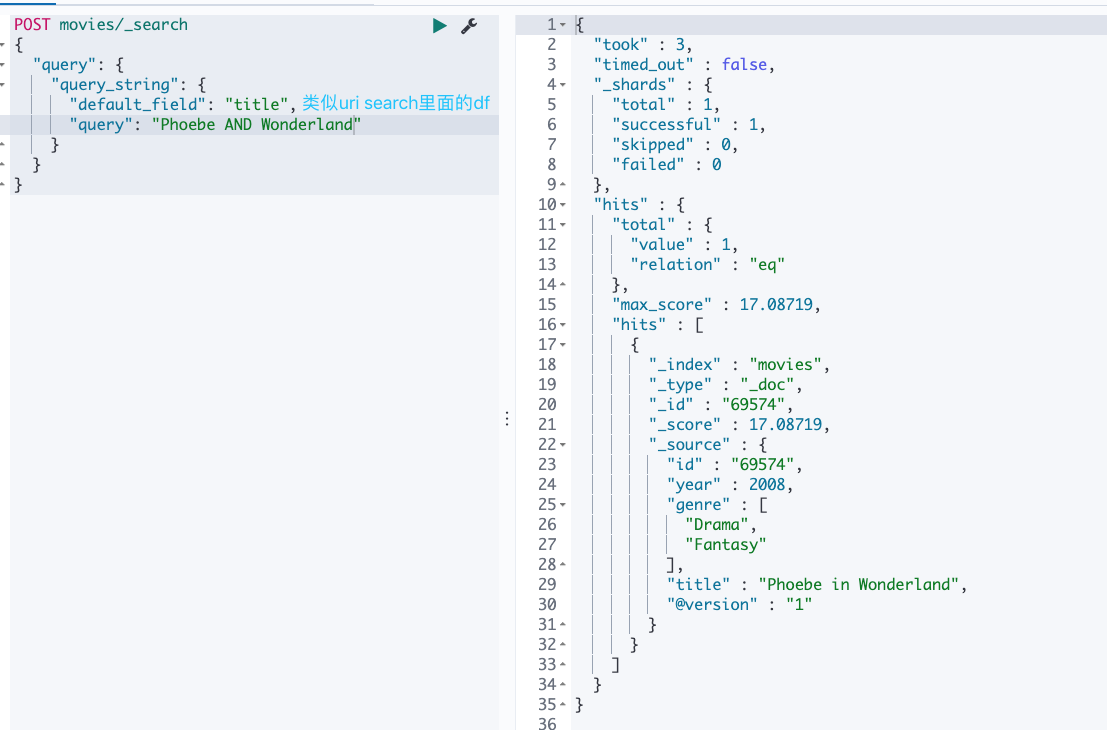 POST movies/_search
{
"query": {
"query_string": {
"default_field": "title", 类似uri search里面的df
"query": "Phoebe AND Wonderland"
}
}
}
1 {
2 "took" : 3,
3 "timed_out" : false,
4 "_shards" : {
5 "total" : 1,
6 "successful" : 1,
7 "skipped" : 0,
8 "failed" : 0
9 },
10 "hits" : {
11 "total" : {
12 "value" : 1,
13 "relation" : "eq"
14 },
15 "max_score" : 17.08719,
16 "hits" : [
17 {
18 "_index" : "movies",
19 "_type" : "_doc",
20 "_id" : "69574",
21 "_score" : 17.08719,
22 "_source" : {
23 "id" : "69574",
24 "year" : 2008,
25 "genre" : [
26 "Drama",
27 "Fantasy"
28 ],
29 "title" : "Phoebe in Wonderland",
30 "@version" : "1"
31 }
32 }
33 ]
34 }
35 }
36